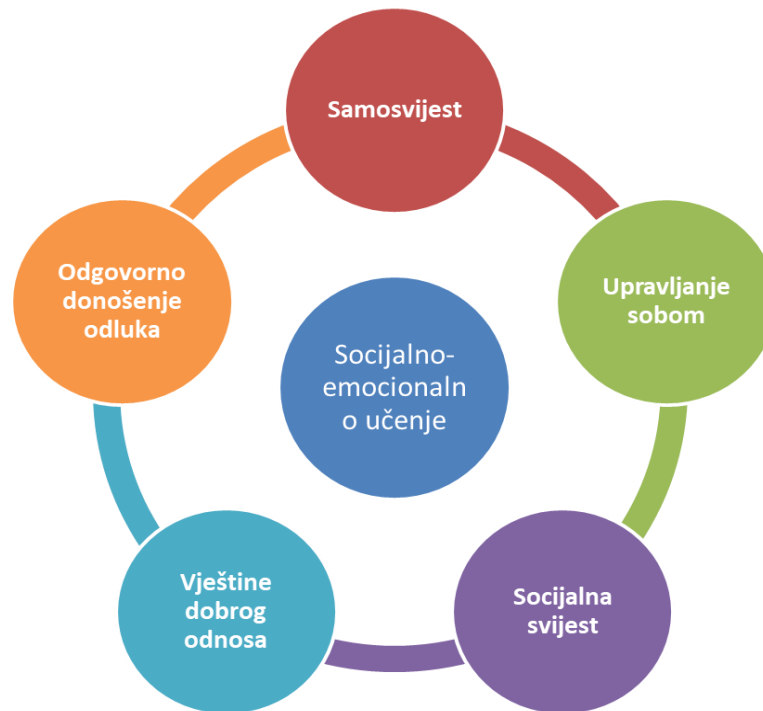 Samosvijest
Upravljanje
sobom
Socijalna
svijest
Vještine
dobrog
odnosa
Odgovorno
donošenje
odluka
Socijalno-
emocionaln
o učenje